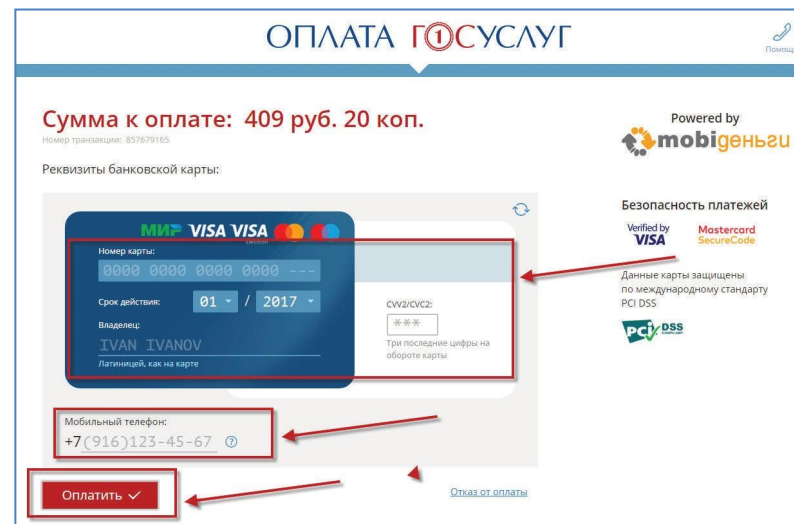 ОПЛАТА ГОСУСЛУГ
Помощь
Сумма к оплате: 409 руб. 20 коп.
Номер транзакции: 857679165
Реквизиты банковской карты:
МИР VISA VISA
Electron
Номер карты:
0000 0000 0000 0000 ---
Срок действия: 01 / 2017
Владелец:
IVAN IVANOV
Латиницей, как на карте
CVV2/CVC2:
***
Три последние цифры на
обороте карты
Мобильный телефон:
+7(916)123-45-67 ?
Оплатить
Отказ от оплаты
Powered by
mobiденьги
Безопасность платежей
Verified by
VISA
Mastercard
SecureCode
Данные карты защищены
по международному стандарту
PCI DSS
PCI DSS